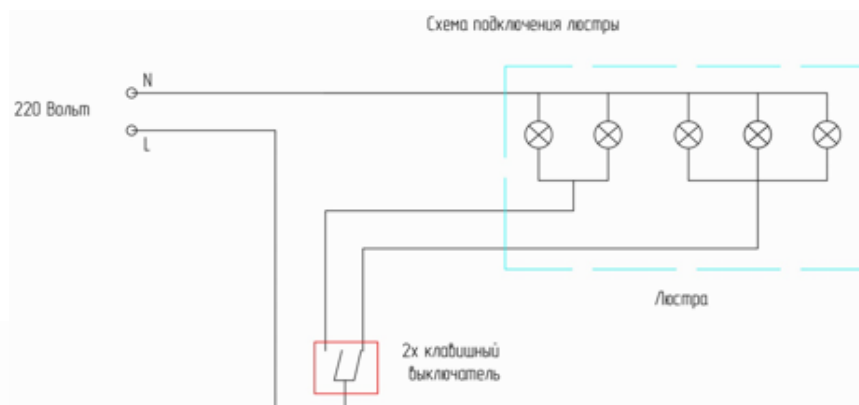 Схема подключения люстры
N
220 Вольт
L
Люстра
2х клавишный
выключатель